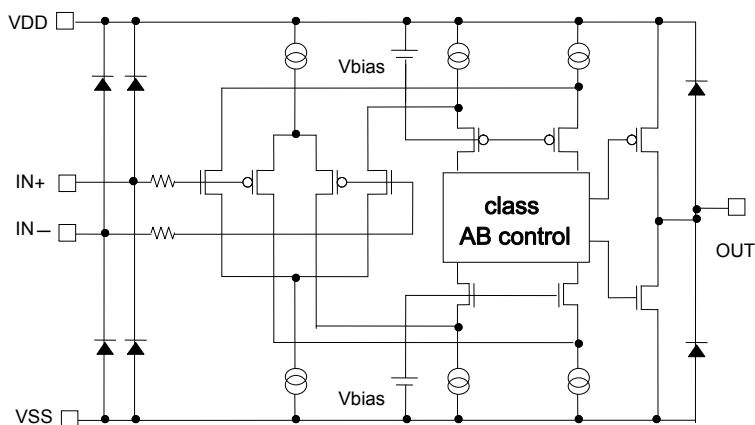 VDD
Vbias
IN+
IN—
class
AB control
OUT
Vbias
VSS